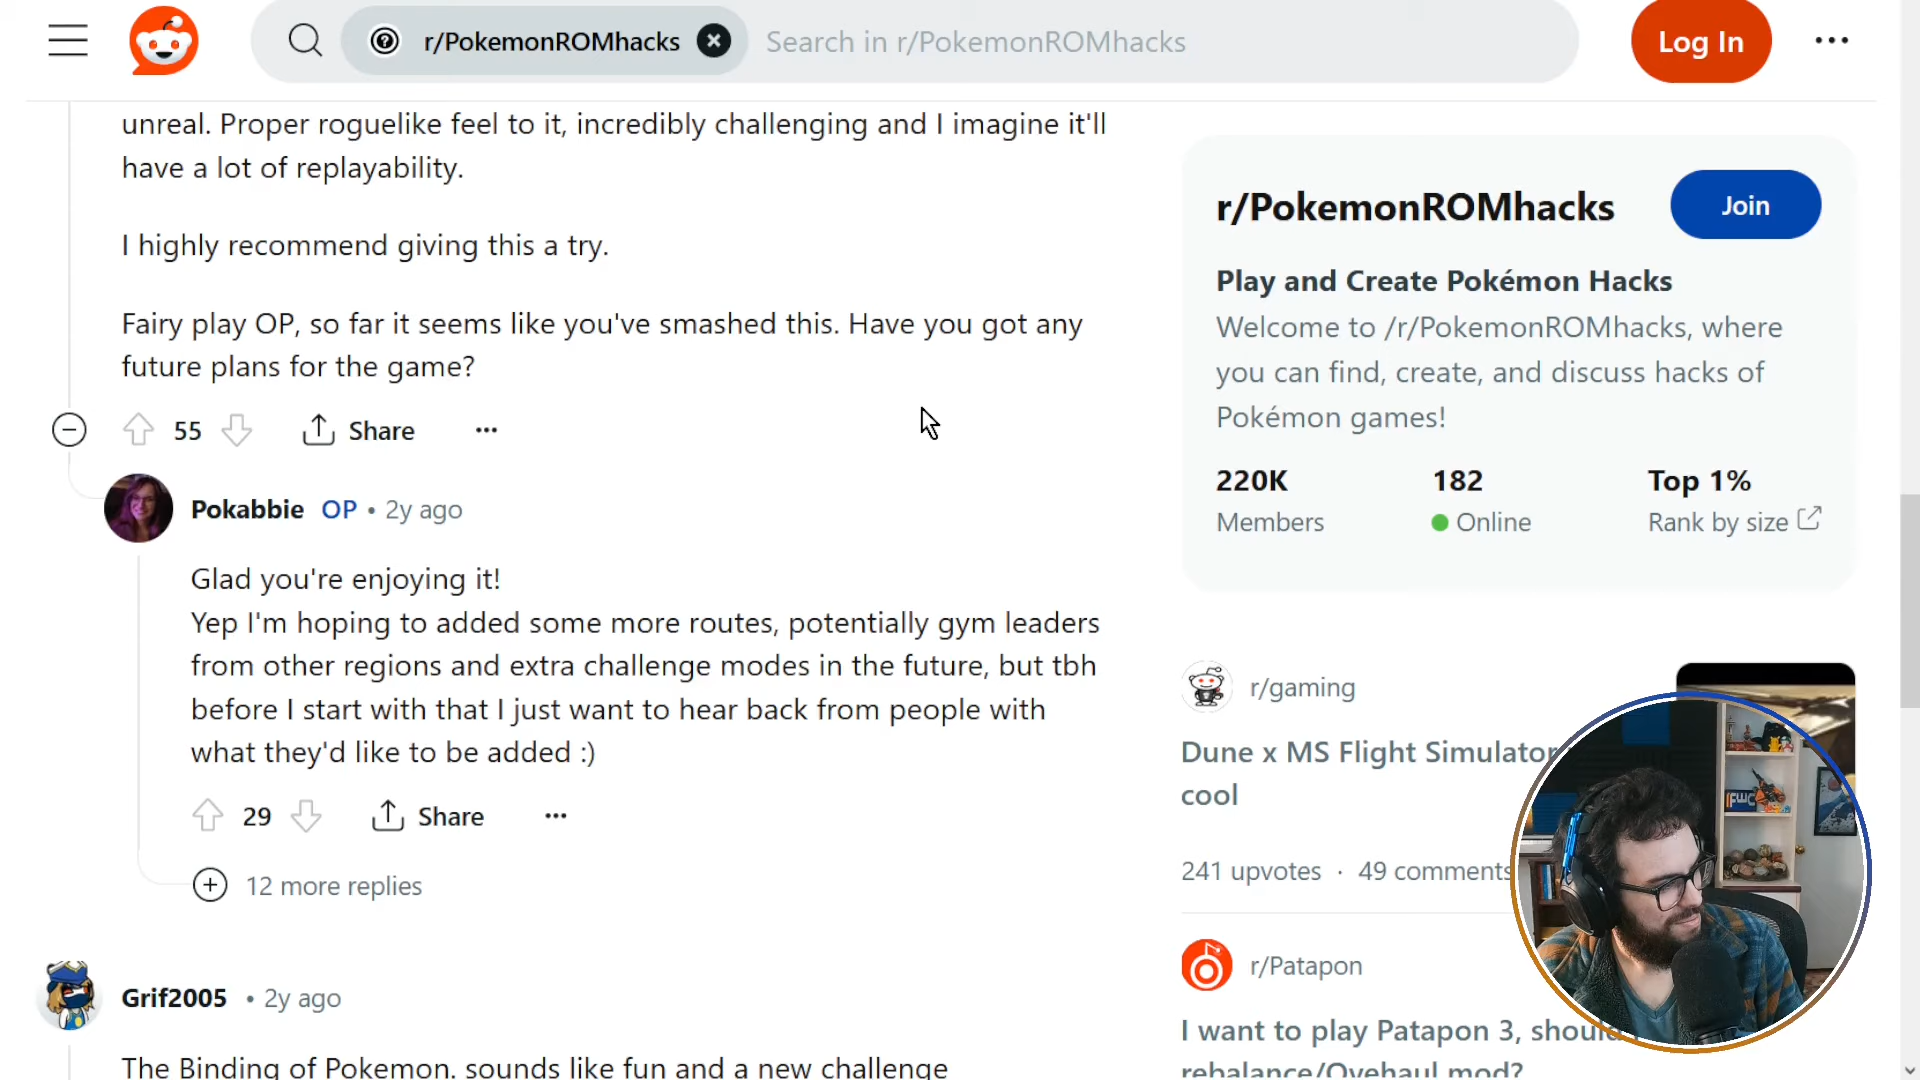 r/PokemonROMhacks
Search in r/PokemonROMhacks
Log In
unreal. Proper roguelike feel to it, incredibly challenging and I imagine it'll
have a lot of replayability.
I highly recommend giving this a try.
Fairy play OP, so far it seems like you've smashed this. Have you got any
future plans for the game?
55
Share
Pokabbie OP • 2y ago
Glad you're enjoying it!
Yep I'm hoping to added some more routes, potentially gym leaders
from other regions and extra challenge modes in the future, but tbh
before I start with that I just want to hear back from people with
what they'd like to be added :)
29
Share
12 more replies
Grif2005 • 2y ago
The Binding of Pokemon. sounds like fun and a new challenge
r/PokemonROMhacks
Join
Play and Create Pokémon Hacks
Welcome to /r/PokemonROMhacks, where
you can find, create, and discuss hacks of
Pokémon games!
220K
Members
182
Online
Top 1%
Rank by size
r/gaming
Dune x MS Flight Simulator
cool
241 upvotes · 49 comments
r/Patapon
I want to play Patapon 3, should
rebalance/Ovehaul mod?